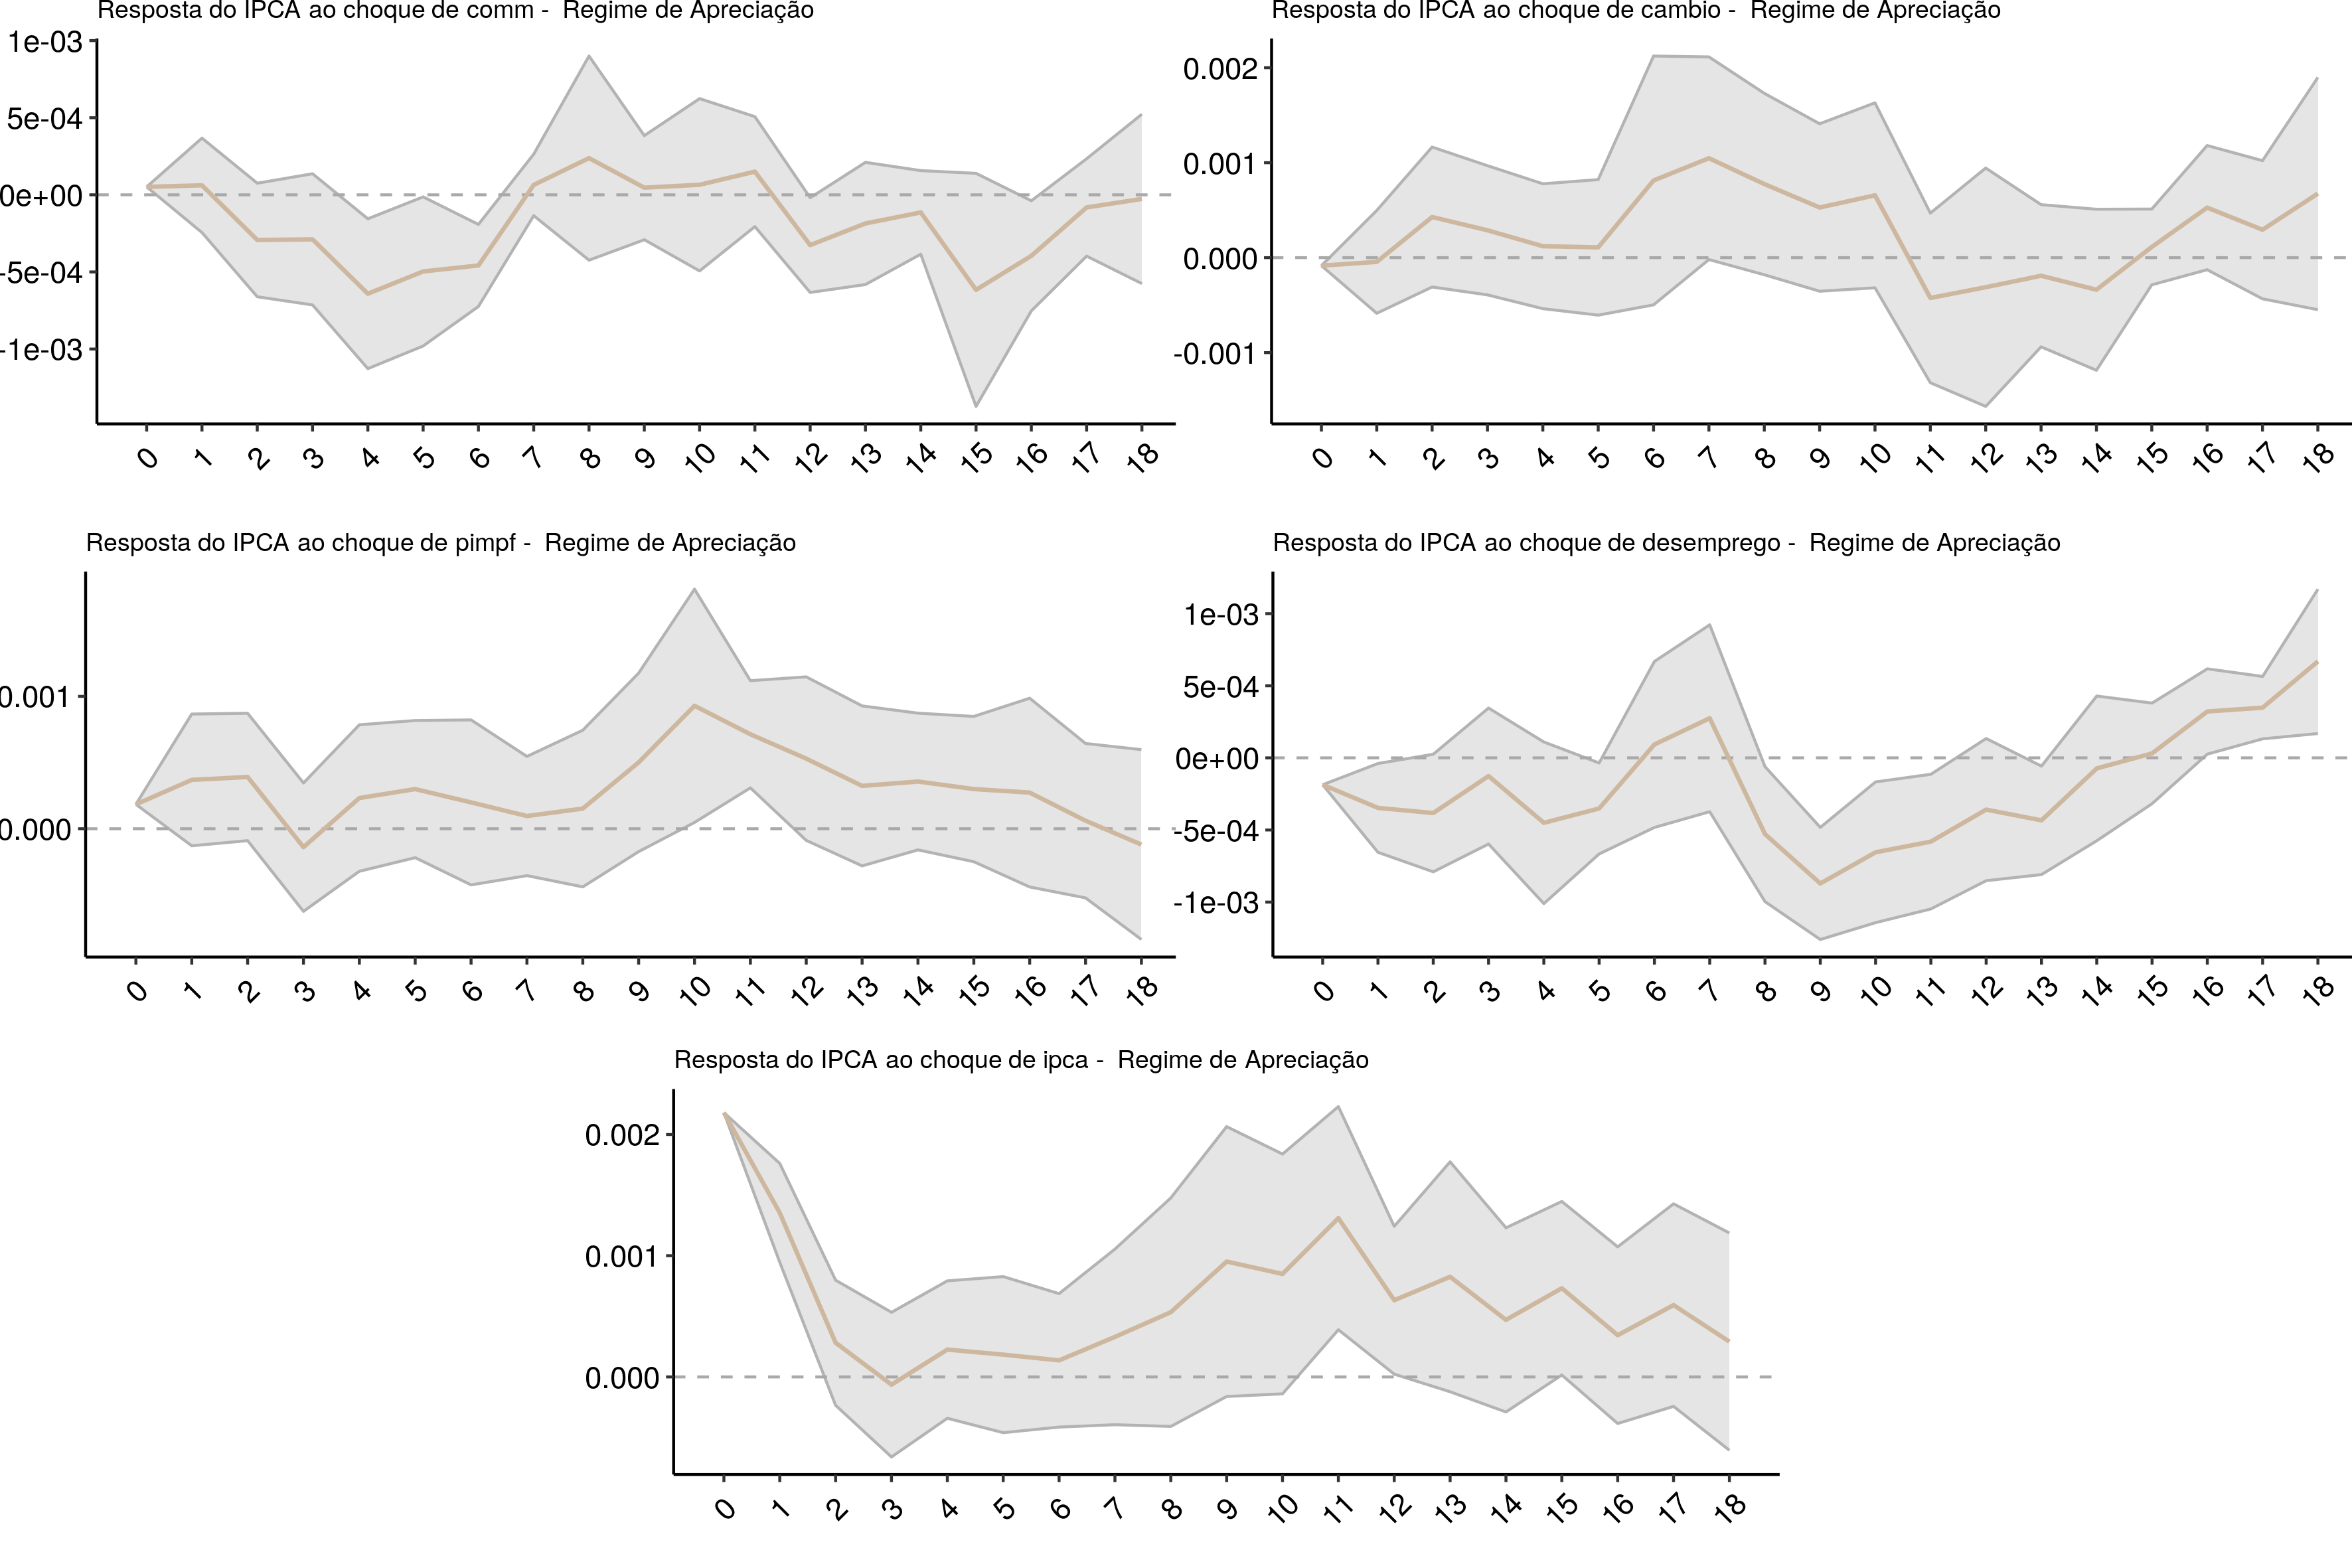 Resposta do IPCA ao choque de comm - Regime de Apreciação
1e-03
5e-04
0e+00
-5e-04
-1e-03
0 1 2 3 4 5 6 7 8 9 10 11 12 13 14 15 16 17 18
Resposta do IPCA ao choque de cambio - Regime de Apreciação
0.002
0.001
0.000
-0.001
0 1 2 3 4 5 6 7 8 9 10 11 12 13 14 15 16 17 18
Resposta do IPCA ao choque de pimpf - Regime de Apreciação
0.001
0.000
0 1 2 3 4 5 6 7 8 9 10 11 12 13 14 15 16 17 18
Resposta do IPCA ao choque de desemprego - Regime de Apreciação
1e-03
5e-04
0e+00
-5e-04
-1e-03
0 1 2 3 4 5 6 7 8 9 10 11 12 13 14 15 16 17 18
Resposta do IPCA ao choque de ipca - Regime de Apreciação
0.002
0.001
0.000
0 1 2 3 4 5 6 7 8 9 10 11 12 13 14 15 16 17 18